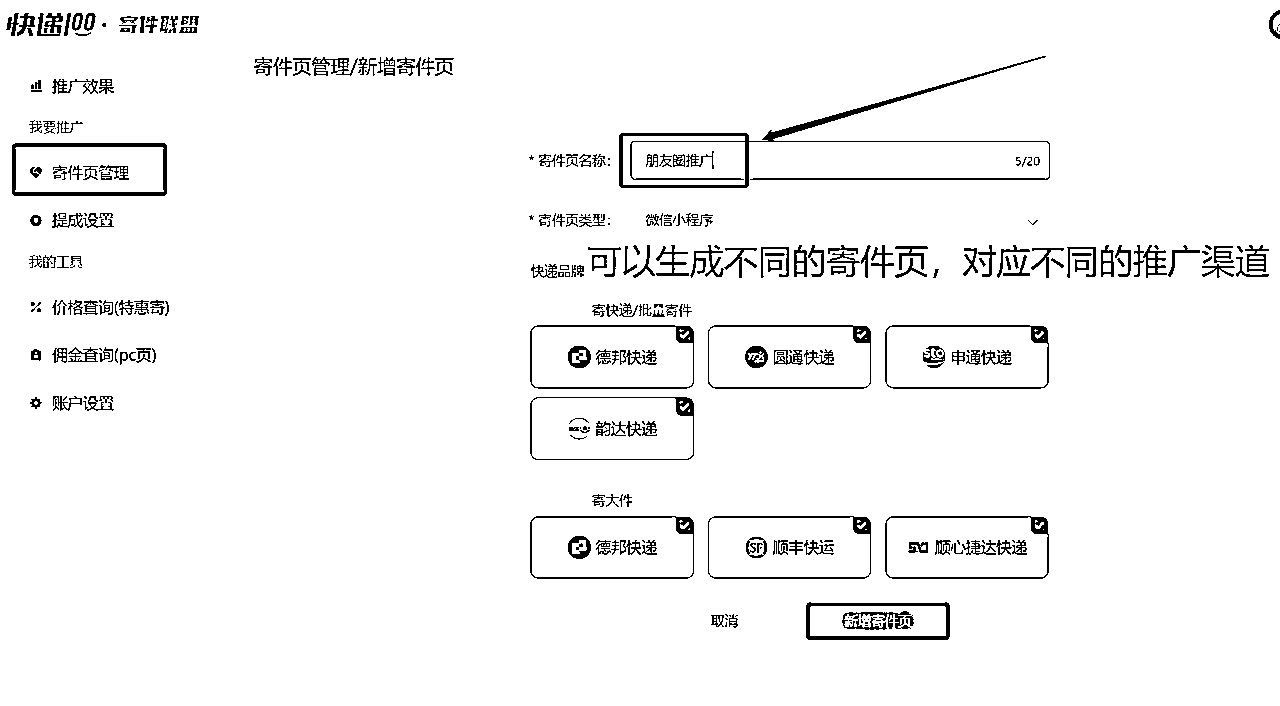 快递100·寄件联盟
寄件页管理/新增寄件页
推广效果
我要推广
寄件页管理
提成设置
我的工具
价格查询(特惠寄)
佣金查询(pc页)
账户设置
* 寄件页名称: 朋友圈推广 5/20
* 寄件页类型: 微信小程序
快递品牌 可以生成不同的寄件页，对应不同的推广渠道
寄快递/批量寄件
德邦快递 圆通快递 申通快递
韵达快递
寄大件
德邦快递 顺丰快运 顺心捷达快递
取消 新增寄件页